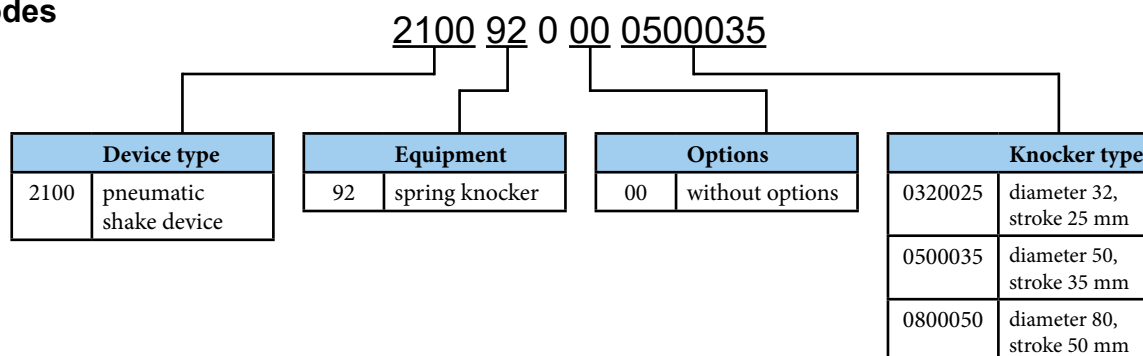 2100 92 0 00 0500035
Device type
2100 pneumatic
shake device
Equipment
92 spring knocker
Options
00 without options
Knocker type
0320025 diameter 32,
stroke 25 mm
0500035 diameter 50,
stroke 35 mm
0800050 diameter 80,
stroke 50 mm